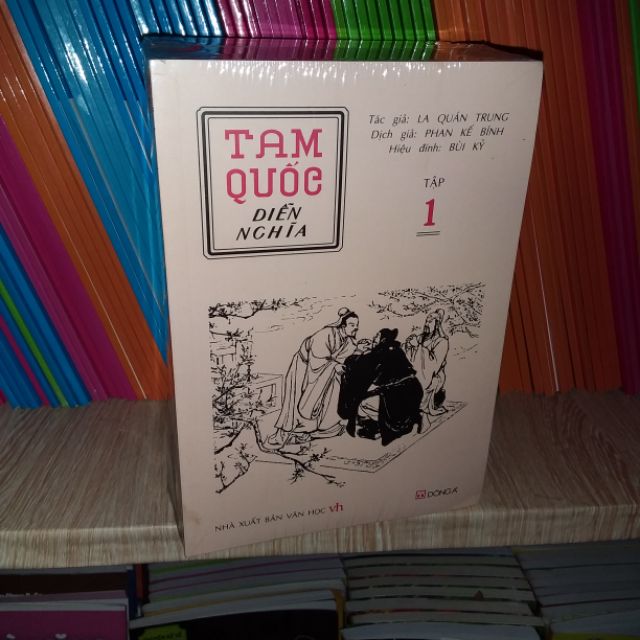 TAM
QUỐC
DIỄN
NGHĨA
Tác giả: LA QUÁN TRUNG
Dịch giả: PHAN KẾ BÍNH
Hiệu đính: BÙI KỶ
TẬP
1
NHÀ XUẤT BẢN VĂN HỌC vh
ĐÔNG A